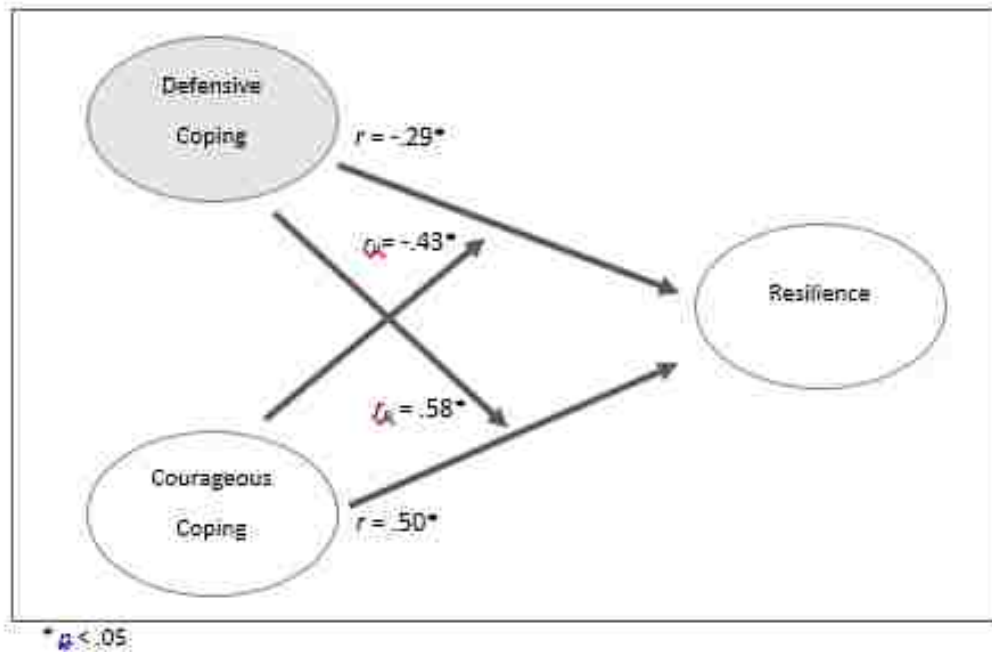 Defensive
Coping
r = -.29*
= -.43*
Resilience
= .58*
Courageous
Coping
r = .50*
* p < .05